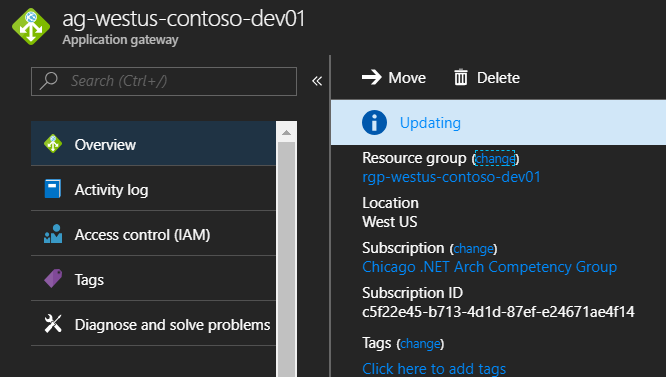 ag-westus-contoso-dev01
Application gateway
Search (Ctrl+/)
Overview
Activity log
Access control (IAM)
Tags
Diagnose and solve problems
Move
Delete
Updating
Resource group (change)
rgp-westus-contoso-dev01
Location
West US
Subscription (change)
Chicago .NET Arch Competency Group
Subscription ID
c5f22e45-b713-4d1d-87ef-e24671ae4f14
Tags (change)
Click here to add tags